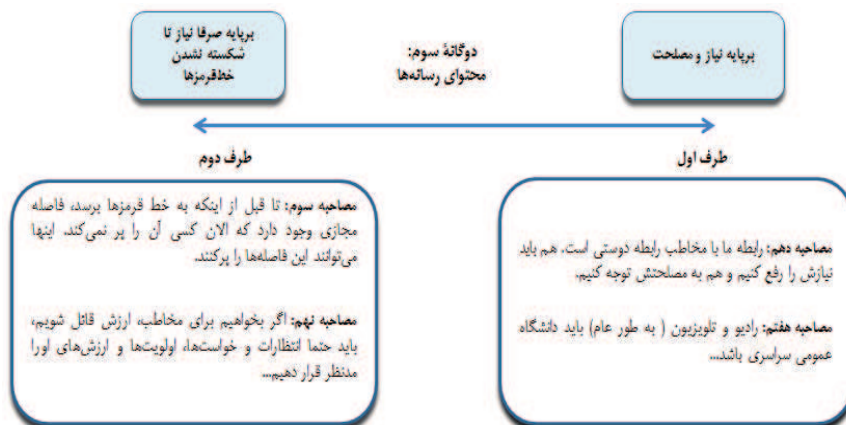 برپایه نیاز و مصلحت
دوگانۀ سوم:
محتوای رسانه‌ها
برپایه صرفا نیاز تا
شکسته نشدن
خط‌قرمزها
طرف اول
مصاحبه دهم: رابطه ما با مخاطب رابطه دوستی است. هم باید
نیازش را رفع کنیم و هم به مصلحتش توجه کنیم.
مصاحبه هفتم: رادیو و تلویزیون ( به طور عام) باید دانشگاه
عمومی سراسری باشد...
طرف دوم
مصاحبه سوم: تا قبل از اینکه به خط قرمزها برسد، فاصله
مجازی وجود دارد که الان کسی آن را پر نمی‌کند. اینها
می‌توانند این فاصله‌ها را پرکنند.
مصاحبه نهم: اگر بخواهیم برای مخاطب، ارزش قائل شویم،
باید حتما انتظارات و خواست‌ها، اولویت‌ها و ارزش‌های اورا
مدنظر قرار دهیم...